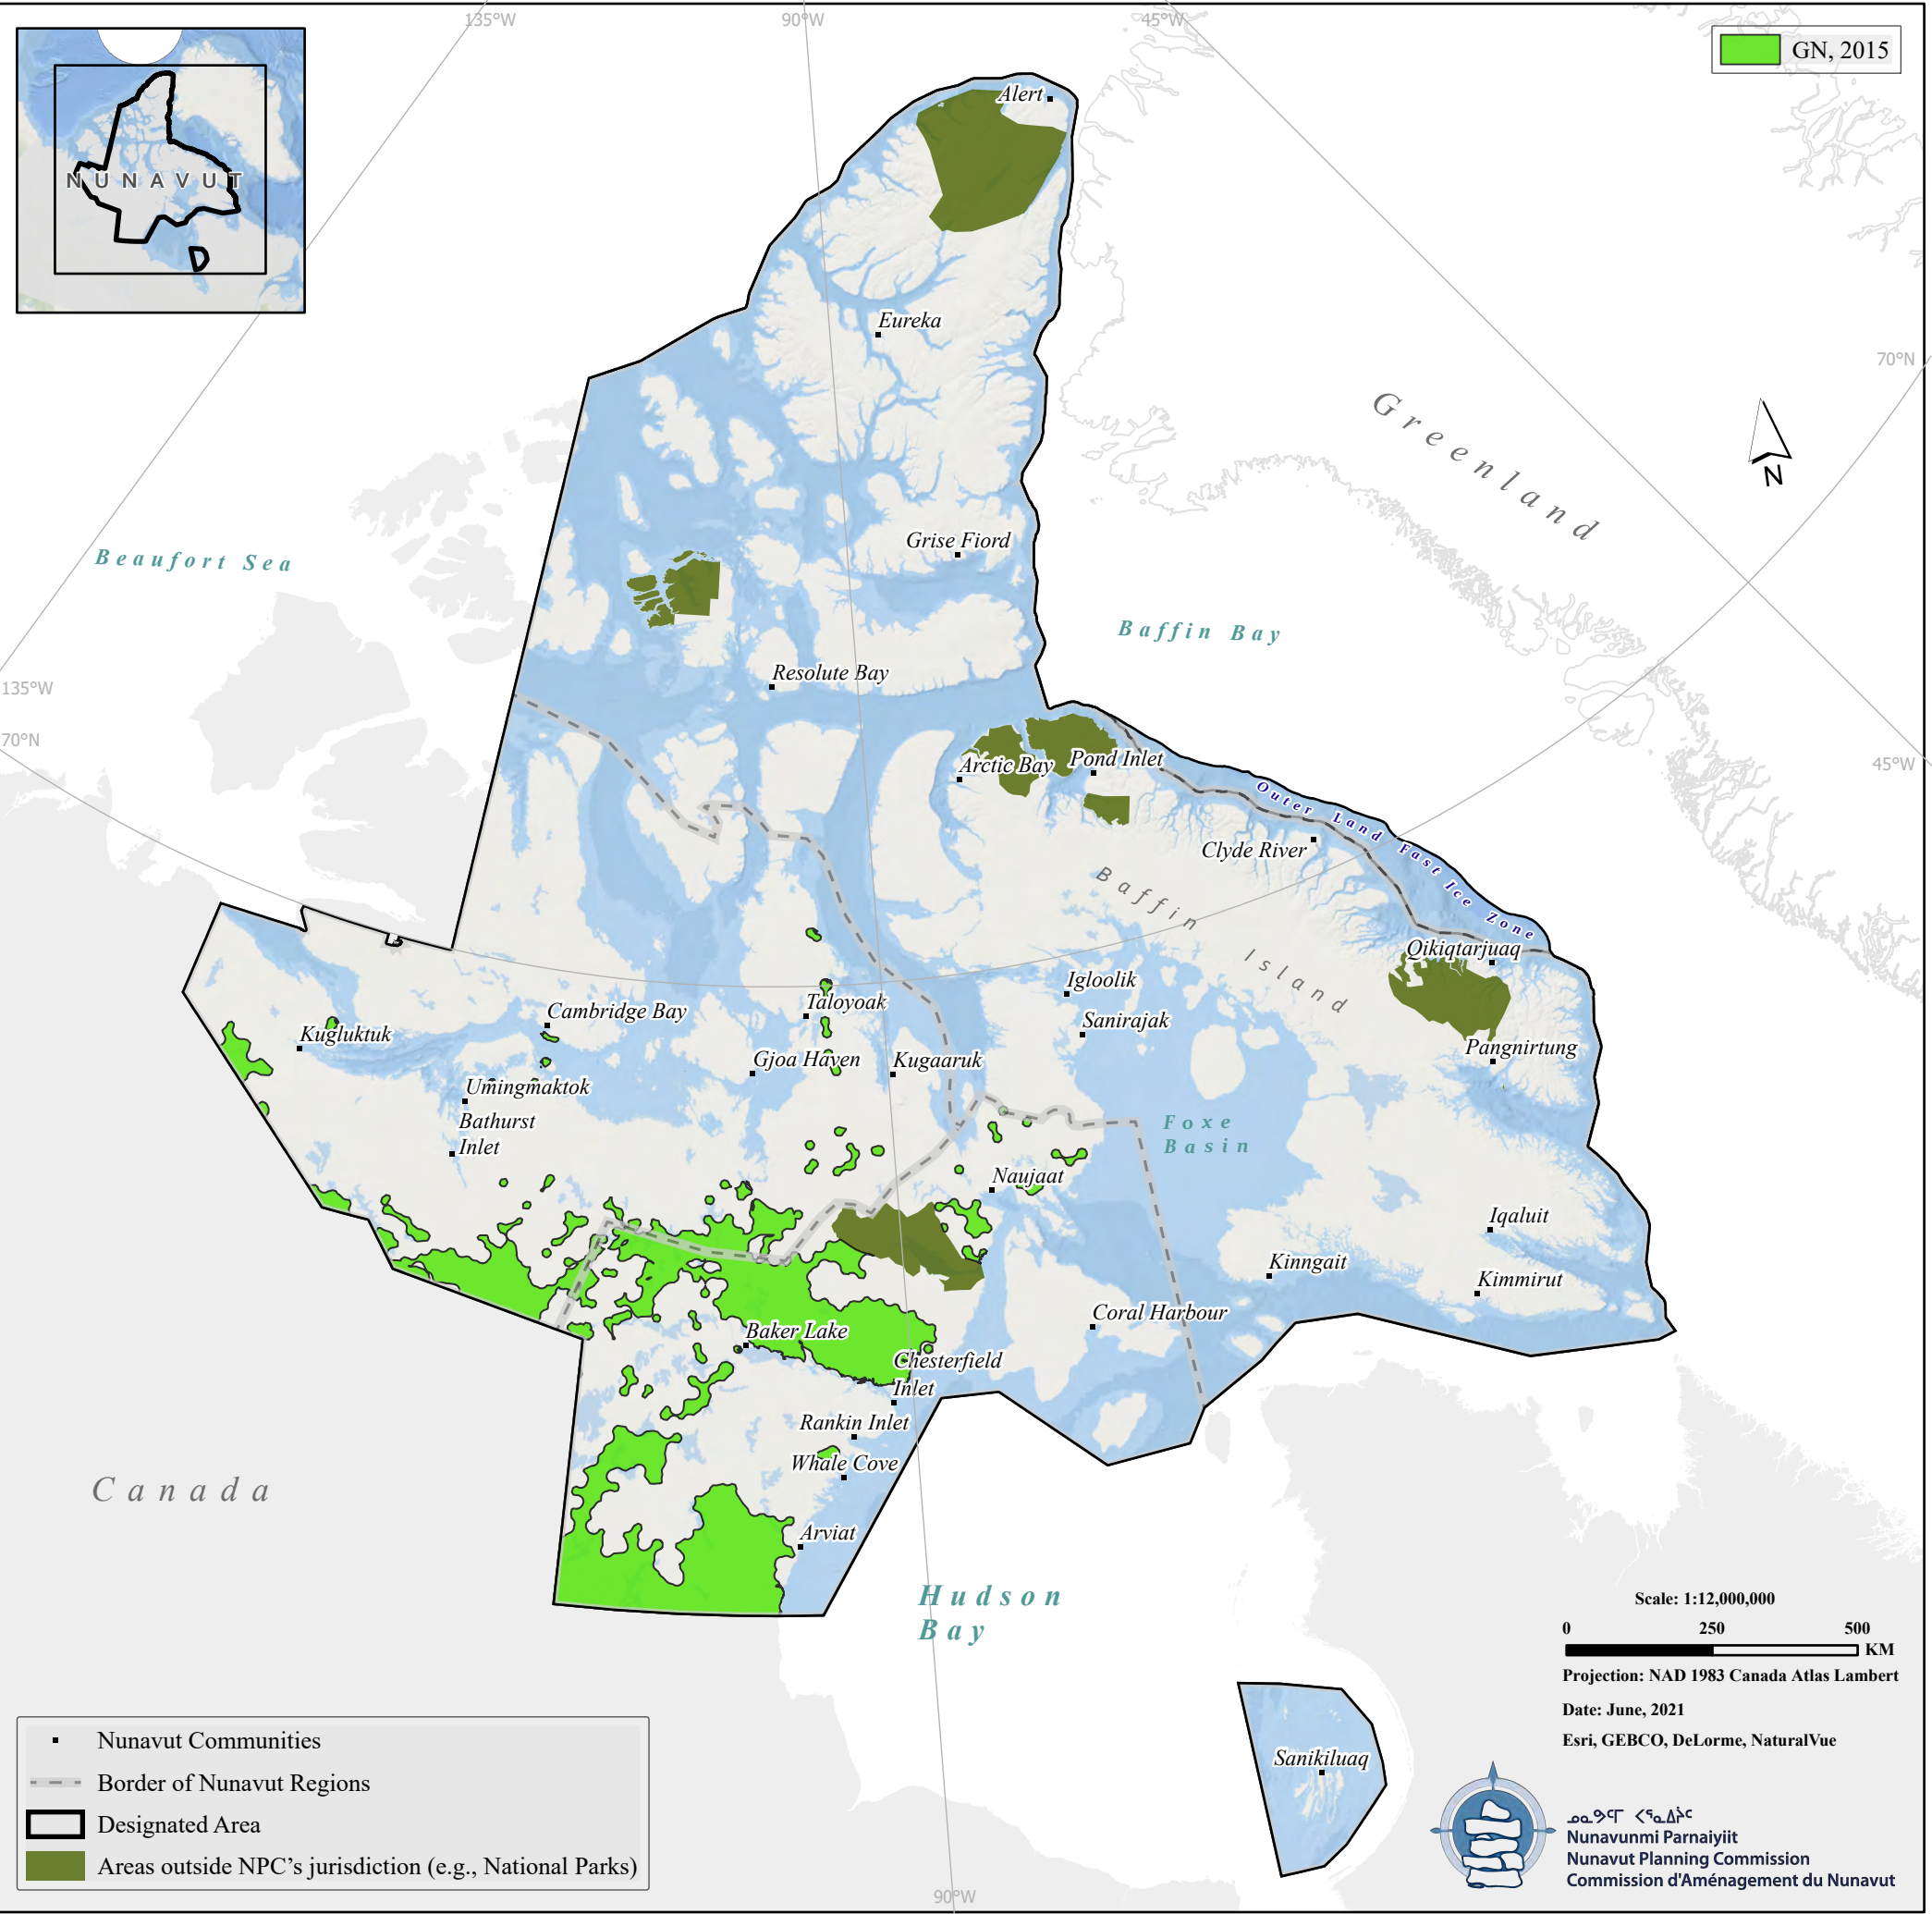 135°W
90°W
45°W
GN, 2015
NUNAVUT
Alert
Eureka
70°N
Greenland
N
Grise Fiord
Beaufort Sea
Baffin Bay
Resolute Bay
135°W
70°N
Arctic Bay
Pond Inlet
45°W
Outer Land Fast Ice Zone
Clyde River
Baffin Island
Qikiqtarjuaq
Igloolik
Taloyoak
Cambridge Bay
Sanirajak
Kugluktuk
Pangnirtung
Gjoa Haven
Kugaaruk
Umingmaktok
Bathurst
Inlet
Foxe
Basin
Naujaat
Iqaluit
Kinngait
Kimmirut
Coral Harbour
Baker Lake
Chesterfield
Inlet
Rankin Inlet
Whale Cove
Canada
Arviat
Hudson
Bay
Scale: 1:12,000,000
0 250 500
KM
Projection: NAD 1983 Canada Atlas Lambert
Date: June, 2021
Esri, GEBCO, DeLorme, NaturalVue
Sanikiluaq
Nunavut Communities
Border of Nunavut Regions
Designated Area
Areas outside NPC's jurisdiction (e.g., National Parks)
90°W
ᓄᓇᕗᒻᒥ ᐸᕐᓇᐃᔩᑦ
Nunavunmi Parnaiyiit
Nunavut Planning Commission
Commission d'Aménagement du Nunavut